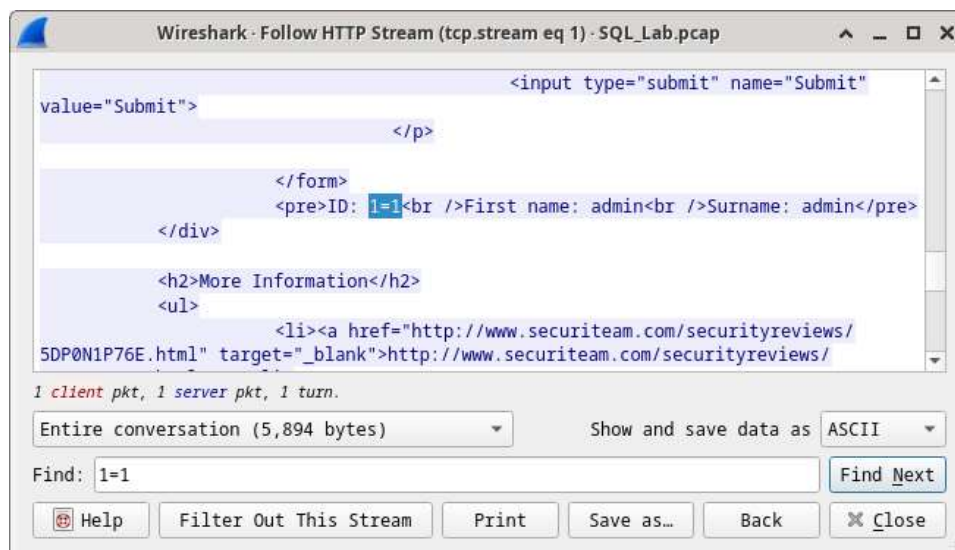 Wireshark · Follow HTTP Stream (tcp.stream eq 1) · SQL_Lab.pcap
<input type="submit" name="Submit"
value="Submit">
</p>
</form>
<pre>ID: 1=1<br />First name: admin<br />Surname: admin</pre>
</div>
<h2>More Information</h2>
<ul>
<li><a href="http://www.securiteam.com/securityreviews/
5DP0N1P76E.html" target="_blank">http://www.securiteam.com/securityreviews/
1 client pkt, 1 server pkt, 1 turn.
Entire conversation (5,894 bytes)
Show and save data as ASCII
Find: 1=1
Find Next
Help Filter Out This Stream Print Save as… Back Close